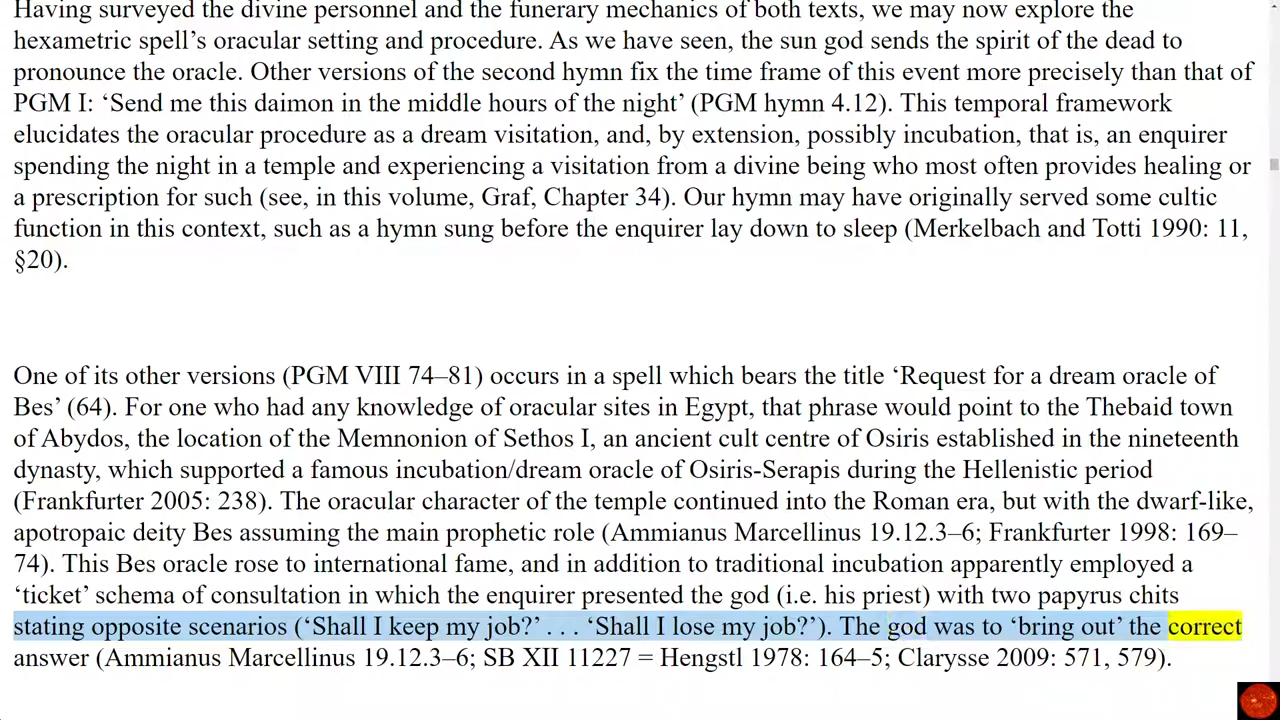 Having surveyed the divine personnel and the funerary mechanics of both texts, we may now explore the
hexametric spell’s oracular setting and procedure. As we have seen, the sun god sends the spirit of the dead to
pronounce the oracle. Other versions of the second hymn fix the time frame of this event more precisely than that of
PGM I: ‘Send me this daimon in the middle hours of the night’ (PGM hymn 4.12). This temporal framework
elucidates the oracular procedure as a dream visitation, and, by extension, possibly incubation, that is, an enquirer
spending the night in a temple and experiencing a visitation from a divine being who most often provides healing or
a prescription for such (see, in this volume, Graf, Chapter 34). Our hymn may have originally served some cultic
function in this context, such as a hymn sung before the enquirer lay down to sleep (Merkelbach and Totti 1990: 11,
§20).
One of its other versions (PGM VIII 74–81) occurs in a spell which bears the title ‘Request for a dream oracle of
Bes’ (64). For one who had any knowledge of oracular sites in Egypt, that phrase would point to the Thebaid town
of Abydos, the location of the Memnonion of Sethos I, an ancient cult centre of Osiris established in the nineteenth
dynasty, which supported a famous incubation/dream oracle of Osiris-Serapis during the Hellenistic period
(Frankfurter 2005: 238). The oracular character of the temple continued into the Roman era, but with the dwarf-like,
apotropaic deity Bes assuming the main prophetic role (Ammianus Marcellinus 19.12.3–6; Frankfurter 1998: 169–
74). This Bes oracle rose to international fame, and in addition to traditional incubation apparently employed a
‘ticket’ schema of consultation in which the enquirer presented the god (i.e. his priest) with two papyrus chits
stating opposite scenarios (‘Shall I keep my job?’ . . . ‘Shall I lose my job?’). The god was to ‘bring out’ the correct
answer (Ammianus Marcellinus 19.12.3–6; SB XII 11227 = Hengstl 1978: 164–5; Clarysse 2009: 571, 579).